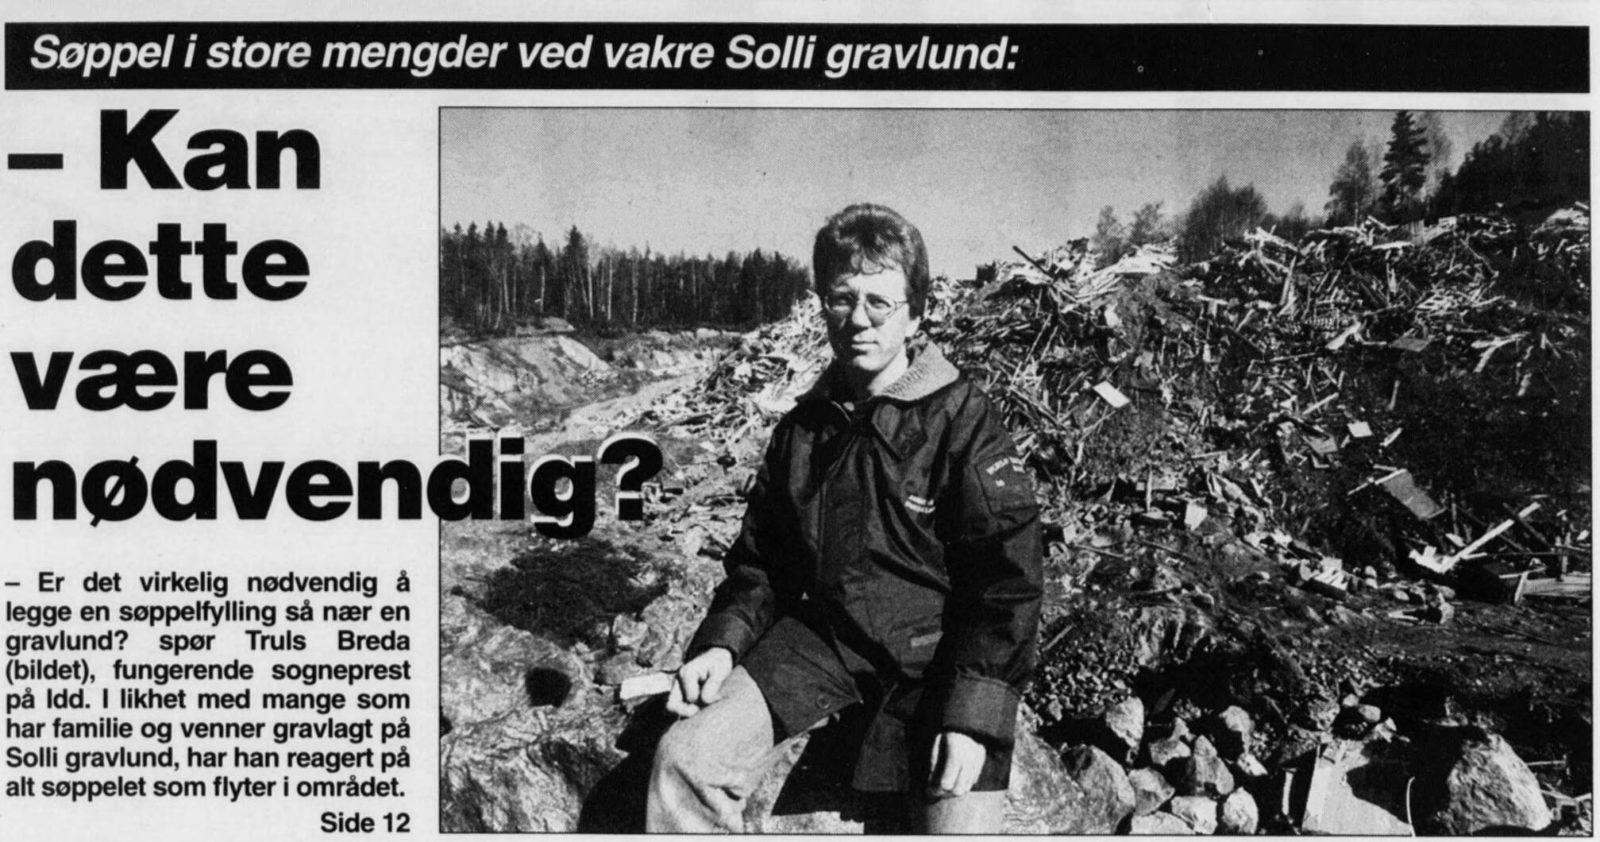 Søppel i store mengder ved vakre Solli gravlund:
– Kan
dette
være
nødvendig?
– Er det virkelig nødvendig å
legge en søppelfylling så nær en
gravlund? spør Truls Breda
(bildet), fungerende sogneprest
på Idd. I likhet med mange som
har familie og venner gravlagt på
Solli gravlund, har han reagert på
alt søppelet som flyter i området.
Side 12